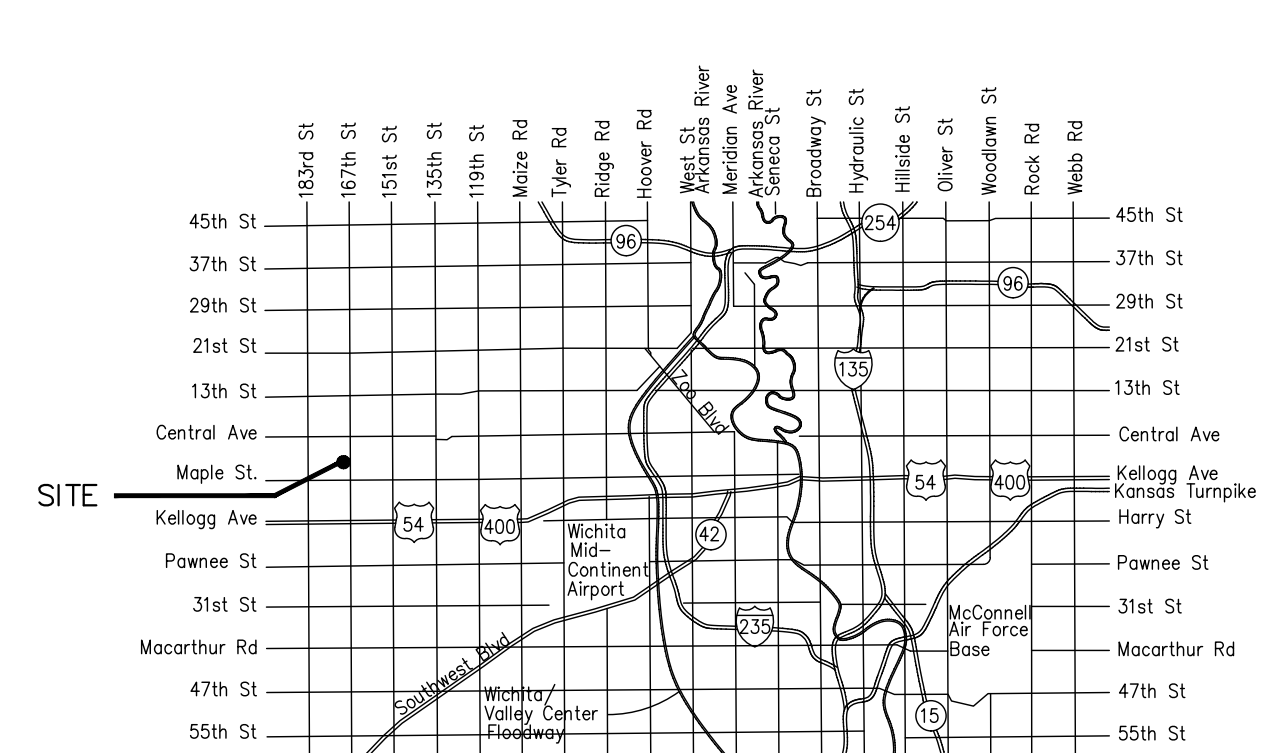 183rd St
167th St
151st St
135th St
119th St
Maize Rd
Tyler Rd
Ridge Rd
Hoover Rd
West St
Arkansas River
Meridian Ave
Arkansas River
Seneca St
Broadway St
Hydraulic St
Hillside St
Oliver St
Woodlawn St
Rock Rd
Webb Rd
45th St
254
45th St
96
37th St
37th St
96
29th St
29th St
21st St
21st St
135
13th St
13th St
Zoo Blvd
Central Ave
Central Ave
Maple St.
Kellogg Ave
54
400
Kansas Turnpike
SITE
Kellogg Ave
54
400
Harry St
42
Wichita
Mid-
Continent
Airport
Pawnee St
Pawnee St
31st St
31st St
McConnell
Air Force
Base
235
Macarthur Rd
Macarthur Rd
Southwest Blvd
47th St
47th St
Wichita/
Valley Center
Floodway
15
55th St
55th St